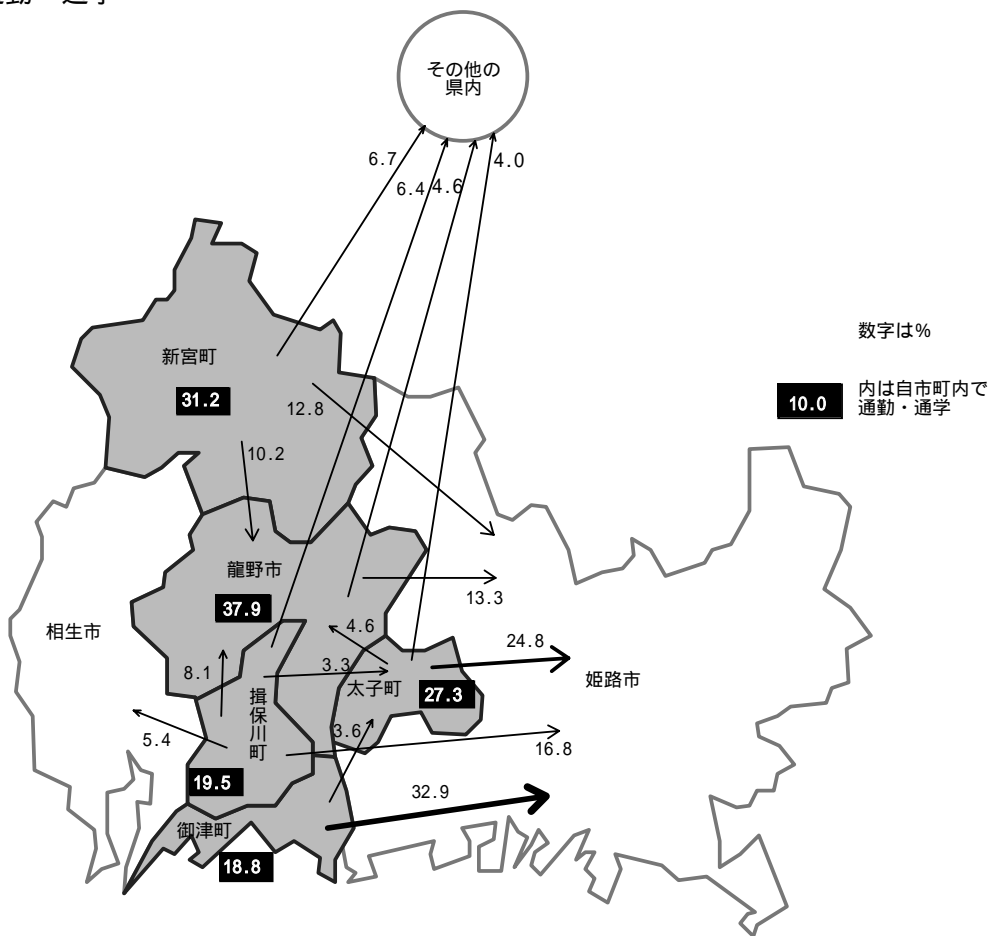 その他の
県内
6.7
4.0
6.4
4.6
数字は%
新宮町
31.2
12.8
10.0
内は自市町内で
通勤・通学
10.2
龍野市
13.3
37.9
相生市
4.6
24.8
8.1
3.3
太子町
27.3
姫路市
揖保川町
3.6
5.4
16.8
19.5
32.9
御津町
18.8